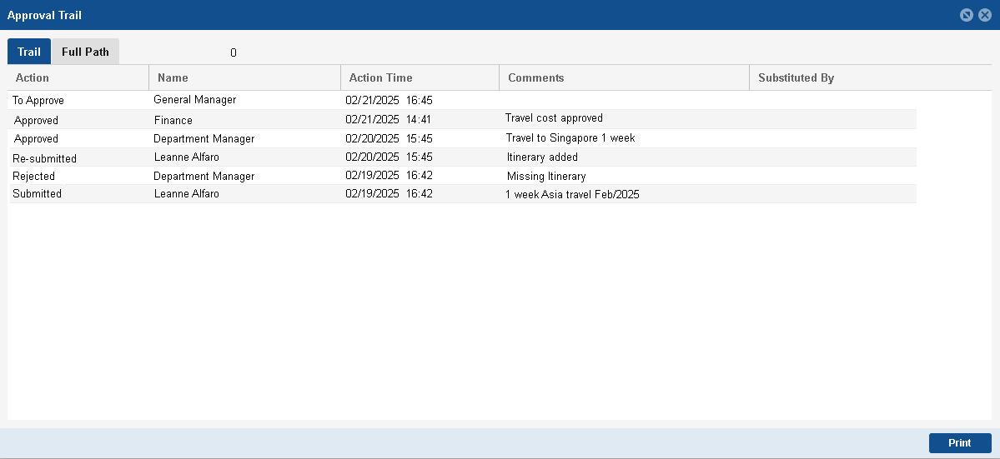 Approval Trail
Trail Full Path 0
Action Name Action Time Comments Substituted By
To Approve General Manager 02/21/2025 16:45
Approved Finance 02/21/2025 14:41 Travel cost approved
Approved Department Manager 02/20/2025 15:45 Travel to Singapore 1 week
Re-submitted Leanne Alfaro 02/20/2025 15:45 Itinerary added
Rejected Department Manager 02/19/2025 16:42 Missing Itinerary
Submitted Leanne Alfaro 02/19/2025 16:42 1 week Asia travel Feb/2025
Print